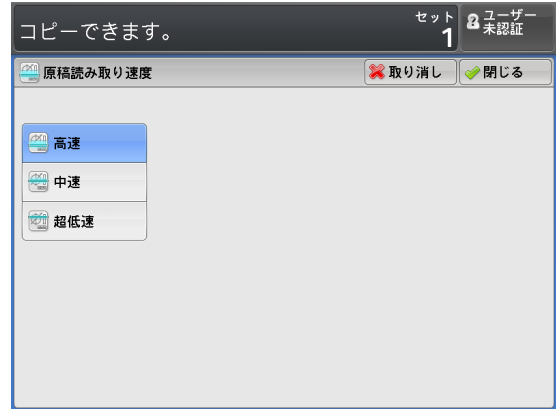 コピーできます。
セット
1
ユーザー
未認証
原稿読み取り速度
取り消し
閉じる
高速
中速
超低速